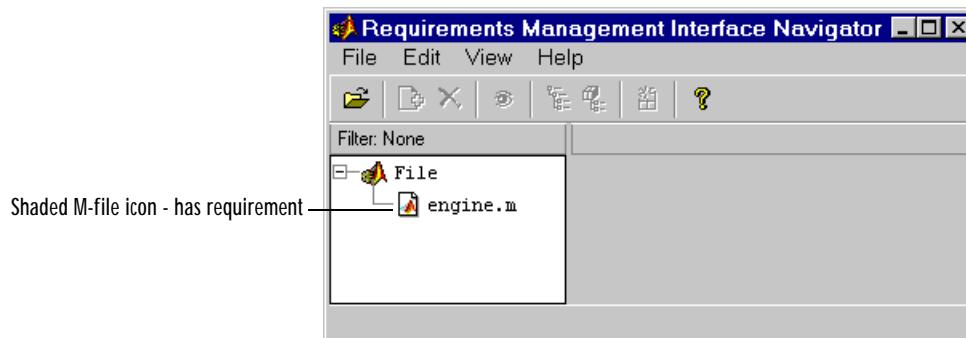 Requirements Management Interface Navigator
File Edit View Help
Filter: None
File
Shaded M-file icon - has requirement
engine.m